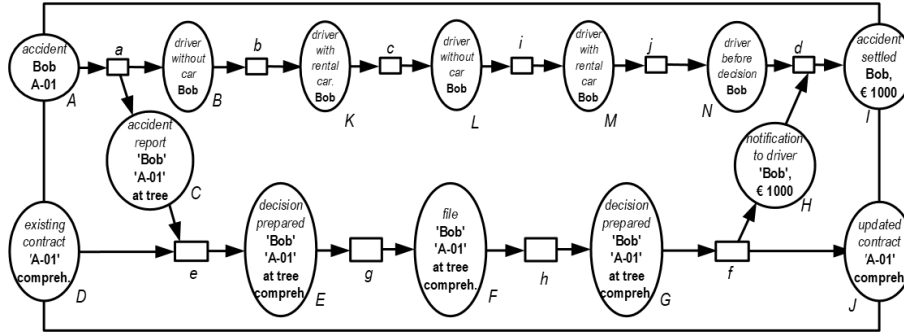 accident
Bob
A-01
A
a
driver
without
car
Bob
B
b
driver
with
rental
car.
Bob
K
c
driver
without
car
Bob
L
i
driver
with
rental
car
Bob
M
j
driver
before
decision
Bob
N
d
accident
settled
Bob,
€ 1000
I
accident
report
'Bob'
'A-01'
at tree
C
notification
to driver
'Bob',
€ 1000
H
existing
contract
'A-01'
compreh.
D
e
decision
prepared
'Bob'
'A-01'
at tree
compreh.
E
g
file
'Bob'
'A-01'
at tree
compreh.
F
h
decision
prepared
'Bob'
'A-01'
at tree
compreh.
G
f
updated
contract
'A-01'
compreh.
J